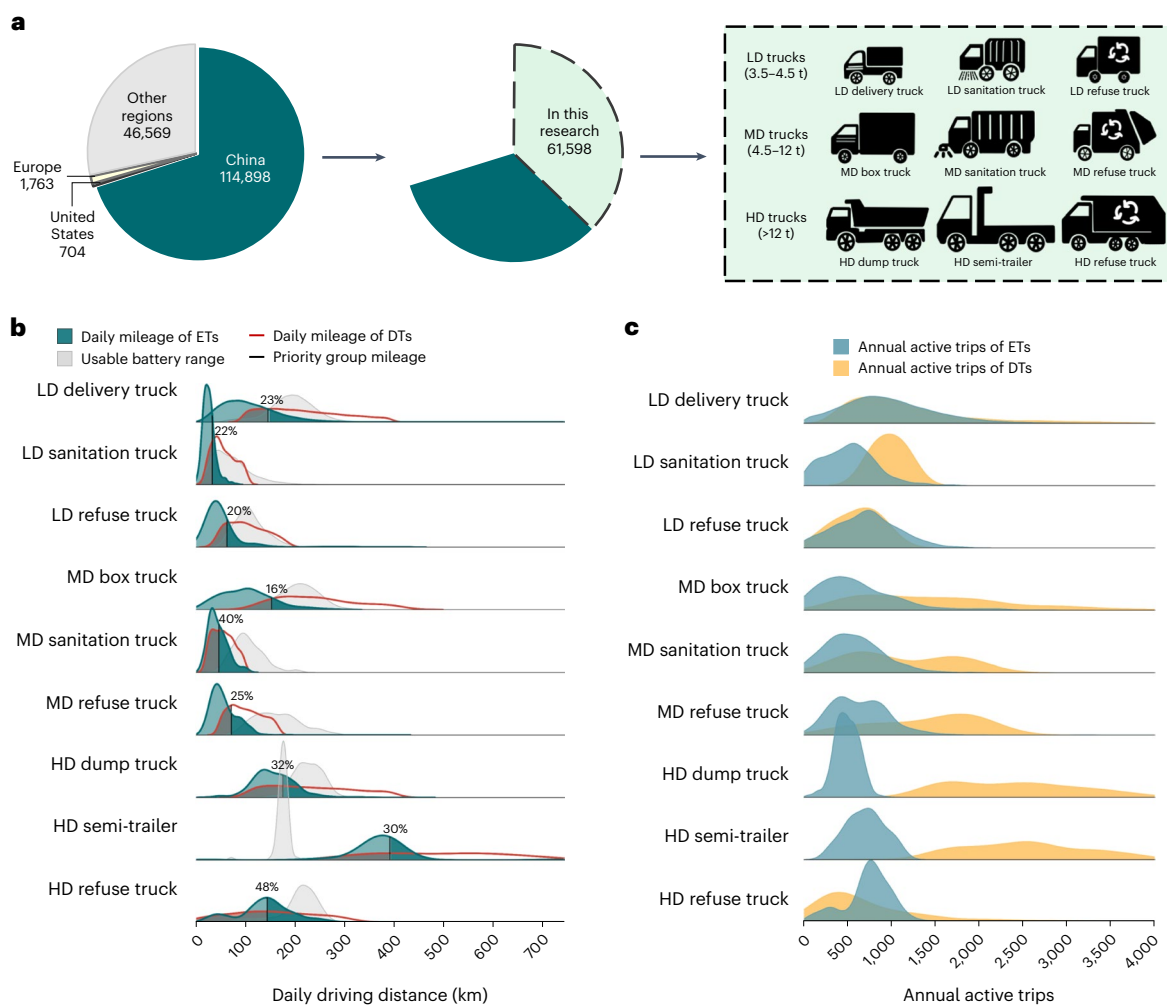 a
Other
regions
46,569
China
114,898
Europe
1,763
United
States
704
In this
research
61,598
LD trucks
(3.5–4.5 t)
LD delivery truck
LD sanitation truck
LD refuse truck
MD trucks
(4.5–12 t)
MD box truck
MD sanitation truck
MD refuse truck
HD trucks
(>12 t)
HD dump truck
HD semi-trailer
HD refuse truck
b
Daily mileage of ETs
Daily mileage of DTs
Usable battery range
Priority group mileage
LD delivery truck
23%
LD sanitation truck
22%
LD refuse truck
20%
MD box truck
16%
MD sanitation truck
40%
MD refuse truck
25%
HD dump truck
32%
HD semi-trailer
30%
HD refuse truck
48%
0 100 200 300 400 500 600 700
Daily driving distance (km)
c
Annual active trips of ETs
Annual active trips of DTs
LD delivery truck
LD sanitation truck
LD refuse truck
MD box truck
MD sanitation truck
MD refuse truck
HD dump truck
HD semi-trailer
HD refuse truck
0 500 1,000 1,500 2,000 2,500 3,000 3,500 4,000
Annual active trips